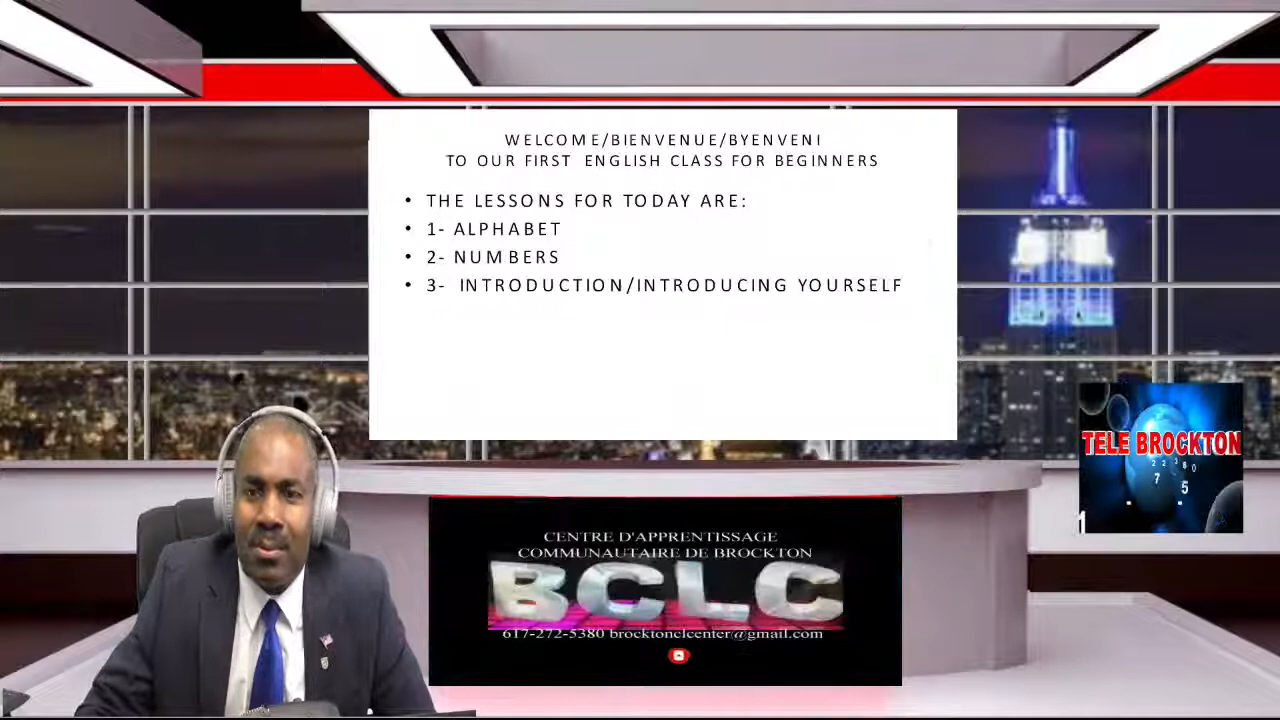 WELCOME/BIENVENUE/BYENVENI
TO OUR FIRST ENGLISH CLASS FOR BEGINNERS
• THE LESSONS FOR TODAY ARE:
• 1- ALPHABET
• 2- NUMBERS
• 3- INTRODUCTION/INTRODUCING YOURSELF
TELE BROCKTON
CENTRE D'APPRENTISSAGE
COMMUNAUTAIRE DE BROCKTON
BCLC
617-272-5380 brocktonclcenter@gmail.com